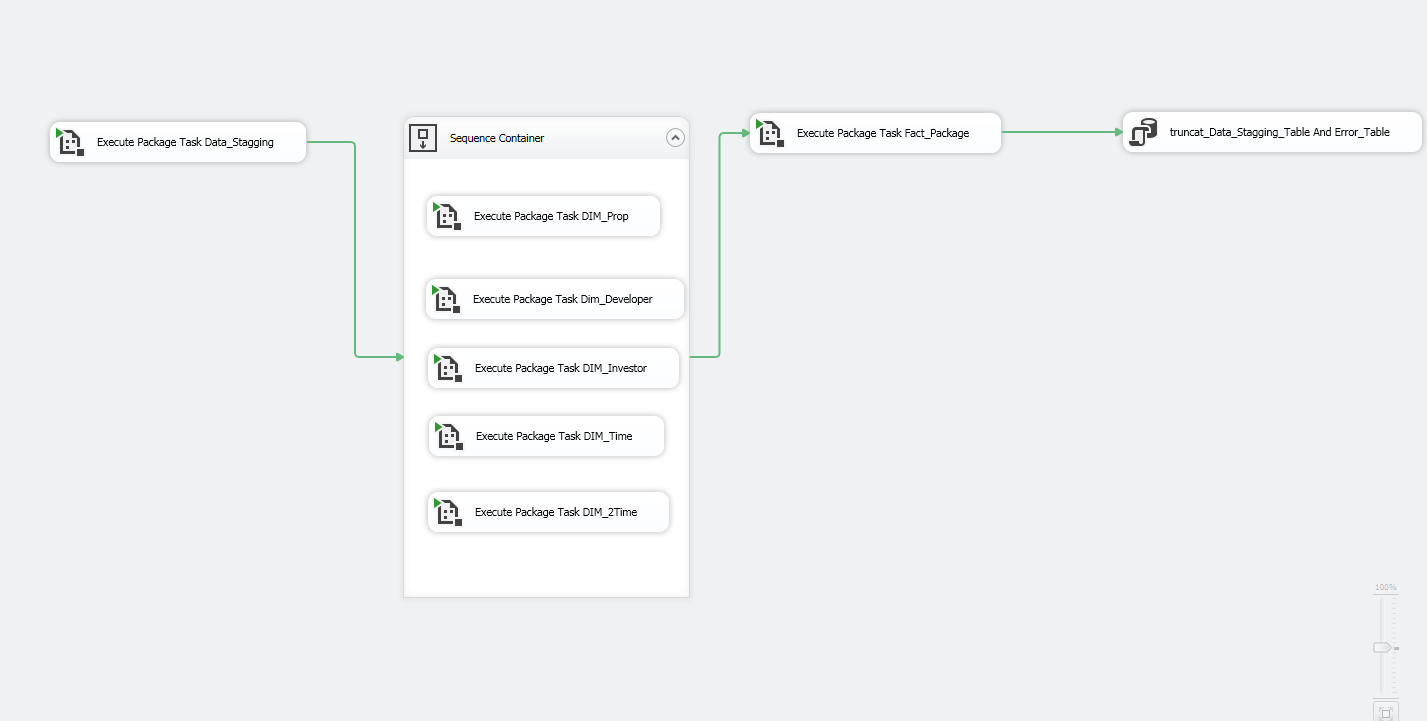 Execute Package Task Data_Stagging
Sequence Container
Execute Package Task DIM_Prop
Execute Package Task Dim_Developer
Execute Package Task DIM_Investor
Execute Package Task DIM_Time
Execute Package Task DIM_2Time
Execute Package Task Fact_Package
truncat_Data_Stagging_Table And Error_Table
100%